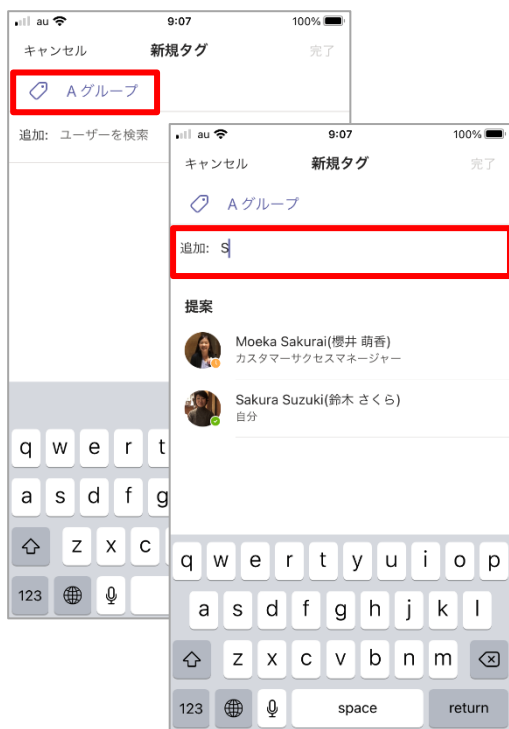 au 9:07 100%
キャンセル 新規タグ 完了
A グループ
追加: ユーザーを検索
q w e r t
a s d f g
z x c
123
au 9:07 100%
キャンセル 新規タグ 完了
A グループ
追加: S
提案
Moeka Sakurai(櫻井 萌香)
カスタマーサクセスマネージャー
Sakura Suzuki(鈴木 さくら)
自分
q w e r t y u i o p
a s d f g h j k l
z x c v b n m
123 space return